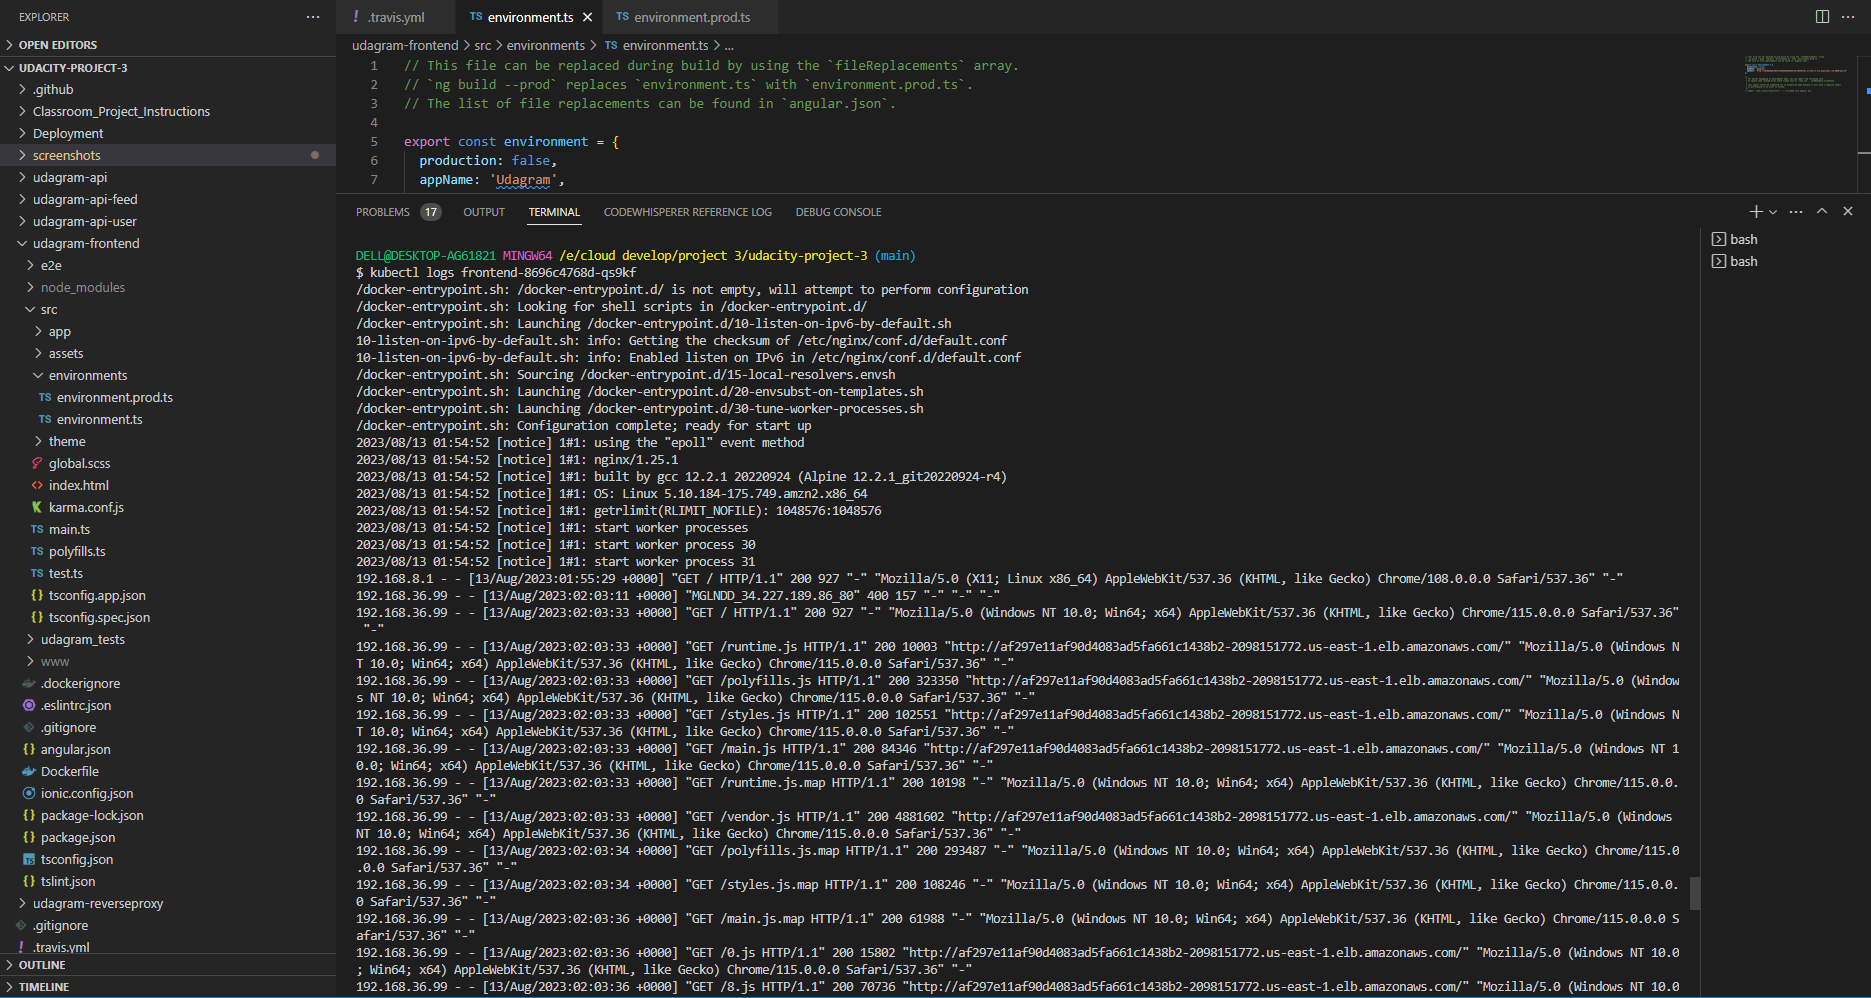 EXPLORER
OPEN EDITORS
UDACITY-PROJECT-3
.github
Classroom_Project_Instructions
Deployment
screenshots
udagram-api
udagram-api-feed
udagram-api-user
udagram-frontend
e2e
node_modules
src
app
assets
environments
TS environment.prod.ts
TS environment.ts
theme
global.scss
<> index.html
K karma.conf.js
TS main.ts
TS polyfills.ts
TS test.ts
{} tsconfig.app.json
{} tsconfig.spec.json
udagram_tests
www
.dockerignore
.eslintrc.json
.gitignore
{} angular.json
Dockerfile
ionic.config.json
{} package-lock.json
{} package.json
TS tsconfig.json
{} tslint.json
udagram-reverseproxy
.gitignore
! .travis.yml
OUTLINE
TIMELINE
! .travis.yml
TS environment.ts
TS environment.prod.ts
udagram-frontend > src > environments > TS environment.ts > ...
1 // This file can be replaced during build by using the `fileReplacements` array.
2 // `ng build --prod` replaces `environment.ts` with `environment.prod.ts`.
3 // The list of file replacements can be found in `angular.json`.
4
5 export const environment = {
6 production: false,
7 appName: 'Udagram',
PROBLEMS 17 OUTPUT TERMINAL CODEWHISPERER REFERENCE LOG DEBUG CONSOLE
bash
bash
DELL@DESKTOP-AG61821 MINGW64 /e/cloud develop/project 3/udacity-project-3 (main)
$ kubectl logs frontend-8696c4768d-qs9kf
/docker-entrypoint.sh: /docker-entrypoint.d/ is not empty, will attempt to perform configuration
/docker-entrypoint.sh: Looking for shell scripts in /docker-entrypoint.d/
/docker-entrypoint.sh: Launching /docker-entrypoint.d/10-listen-on-ipv6-by-default.sh
10-listen-on-ipv6-by-default.sh: info: Getting the checksum of /etc/nginx/conf.d/default.conf
10-listen-on-ipv6-by-default.sh: info: Enabled listen on IPv6 in /etc/nginx/conf.d/default.conf
/docker-entrypoint.sh: Sourcing /docker-entrypoint.d/15-local-resolvers.envsh
/docker-entrypoint.sh: Launching /docker-entrypoint.d/20-envsubst-on-templates.sh
/docker-entrypoint.sh: Launching /docker-entrypoint.d/30-tune-worker-processes.sh
/docker-entrypoint.sh: Configuration complete; ready for start up
2023/08/13 01:54:52 [notice] 1#1: using the "epoll" event method
2023/08/13 01:54:52 [notice] 1#1: nginx/1.25.1
2023/08/13 01:54:52 [notice] 1#1: built by gcc 12.2.1 20220924 (Alpine 12.2.1_git20220924-r4)
2023/08/13 01:54:52 [notice] 1#1: OS: Linux 5.10.184-175.749.amzn2.x86_64
2023/08/13 01:54:52 [notice] 1#1: getrlimit(RLIMIT_NOFILE): 1048576:1048576
2023/08/13 01:54:52 [notice] 1#1: start worker processes
2023/08/13 01:54:52 [notice] 1#1: start worker process 30
2023/08/13 01:54:52 [notice] 1#1: start worker process 31
192.168.8.1 - - [13/Aug/2023:01:55:29 +0000] "GET / HTTP/1.1" 200 927 "-" "Mozilla/5.0 (X11; Linux x86_64) AppleWebKit/537.36 (KHTML, like Gecko) Chrome/108.0.0.0 Safari/537.36" "-"
192.168.36.99 - - [13/Aug/2023:02:03:11 +0000] "MGLNDD_34.227.189.86_80" 400 157 "-" "-" "-"
192.168.36.99 - - [13/Aug/2023:02:03:33 +0000] "GET / HTTP/1.1" 200 927 "-" "Mozilla/5.0 (Windows NT 10.0; Win64; x64) AppleWebKit/537.36 (KHTML, like Gecko) Chrome/115.0.0.0 Safari/537.36"
"-"
192.168.36.99 - - [13/Aug/2023:02:03:33 +0000] "GET /runtime.js HTTP/1.1" 200 10003 "http://af297e11af90d4083ad5fa661c1438b2-2098151772.us-east-1.elb.amazonaws.com/" "Mozilla/5.0 (Windows N
T 10.0; Win64; x64) AppleWebKit/537.36 (KHTML, like Gecko) Chrome/115.0.0.0 Safari/537.36" "-"
192.168.36.99 - - [13/Aug/2023:02:03:33 +0000] "GET /polyfills.js HTTP/1.1" 200 323350 "http://af297e11af90d4083ad5fa661c1438b2-2098151772.us-east-1.elb.amazonaws.com/" "Mozilla/5.0 (Window
s NT 10.0; Win64; x64) AppleWebKit/537.36 (KHTML, like Gecko) Chrome/115.0.0.0 Safari/537.36" "-"
192.168.36.99 - - [13/Aug/2023:02:03:33 +0000] "GET /styles.js HTTP/1.1" 200 102551 "http://af297e11af90d4083ad5fa661c1438b2-2098151772.us-east-1.elb.amazonaws.com/" "Mozilla/5.0 (Windows N
T 10.0; Win64; x64) AppleWebKit/537.36 (KHTML, like Gecko) Chrome/115.0.0.0 Safari/537.36" "-"
192.168.36.99 - - [13/Aug/2023:02:03:33 +0000] "GET /main.js HTTP/1.1" 200 84346 "http://af297e11af90d4083ad5fa661c1438b2-2098151772.us-east-1.elb.amazonaws.com/" "Mozilla/5.0 (Windows NT 1
0.0; Win64; x64) AppleWebKit/537.36 (KHTML, like Gecko) Chrome/115.0.0.0 Safari/537.36" "-"
192.168.36.99 - - [13/Aug/2023:02:03:33 +0000] "GET /runtime.js.map HTTP/1.1" 200 10198 "-" "Mozilla/5.0 (Windows NT 10.0; Win64; x64) AppleWebKit/537.36 (KHTML, like Gecko) Chrome/115.0.0.
0 Safari/537.36" "-"
192.168.36.99 - - [13/Aug/2023:02:03:33 +0000] "GET /vendor.js HTTP/1.1" 200 4881602 "http://af297e11af90d4083ad5fa661c1438b2-2098151772.us-east-1.elb.amazonaws.com/" "Mozilla/5.0 (Windows
NT 10.0; Win64; x64) AppleWebKit/537.36 (KHTML, like Gecko) Chrome/115.0.0.0 Safari/537.36" "-"
192.168.36.99 - - [13/Aug/2023:02:03:34 +0000] "GET /polyfills.js.map HTTP/1.1" 200 293487 "-" "Mozilla/5.0 (Windows NT 10.0; Win64; x64) AppleWebKit/537.36 (KHTML, like Gecko) Chrome/115.0
.0.0 Safari/537.36" "-"
192.168.36.99 - - [13/Aug/2023:02:03:34 +0000] "GET /styles.js.map HTTP/1.1" 200 108246 "-" "Mozilla/5.0 (Windows NT 10.0; Win64; x64) AppleWebKit/537.36 (KHTML, like Gecko) Chrome/115.0.0.
0 Safari/537.36" "-"
192.168.36.99 - - [13/Aug/2023:02:03:36 +0000] "GET /main.js.map HTTP/1.1" 200 61988 "-" "Mozilla/5.0 (Windows NT 10.0; Win64; x64) AppleWebKit/537.36 (KHTML, like Gecko) Chrome/115.0.0.0 S
afari/537.36" "-"
192.168.36.99 - - [13/Aug/2023:02:03:36 +0000] "GET /0.js HTTP/1.1" 200 15802 "http://af297e11af90d4083ad5fa661c1438b2-2098151772.us-east-1.elb.amazonaws.com/" "Mozilla/5.0 (Windows NT 10.0
; Win64; x64) AppleWebKit/537.36 (KHTML, like Gecko) Chrome/115.0.0.0 Safari/537.36" "-"
192.168.36.99 - - [13/Aug/2023:02:03:36 +0000] "GET /8.js HTTP/1.1" 200 70736 "http://af297e11af90d4083ad5fa661c1438b2-2098151772.us-east-1.elb.amazonaws.com/" "Mozilla/5.0 (Windows NT 10.0